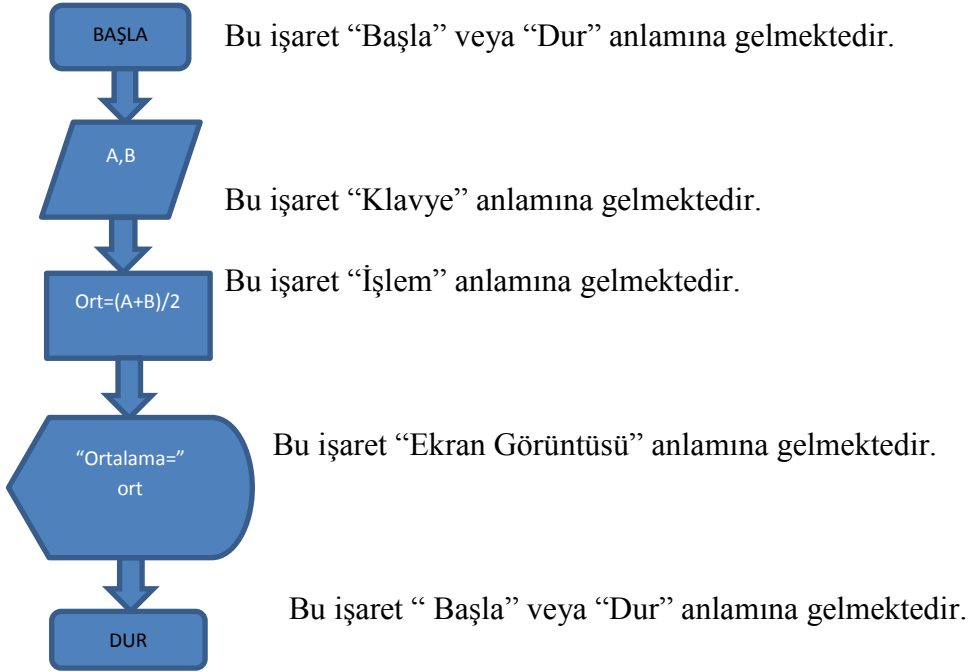 BAŞLA
Bu işaret “Başla” veya “Dur” anlamına gelmektedir.
A,B
Bu işaret “Klavye” anlamına gelmektedir.
Bu işaret “İşlem” anlamına gelmektedir.
Ort=(A+B)/2
Bu işaret “Ekran Görüntüsü” anlamına gelmektedir.
“Ortalama=”
ort
Bu işaret “ Başla” veya “Dur” anlamına gelmektedir.
DUR